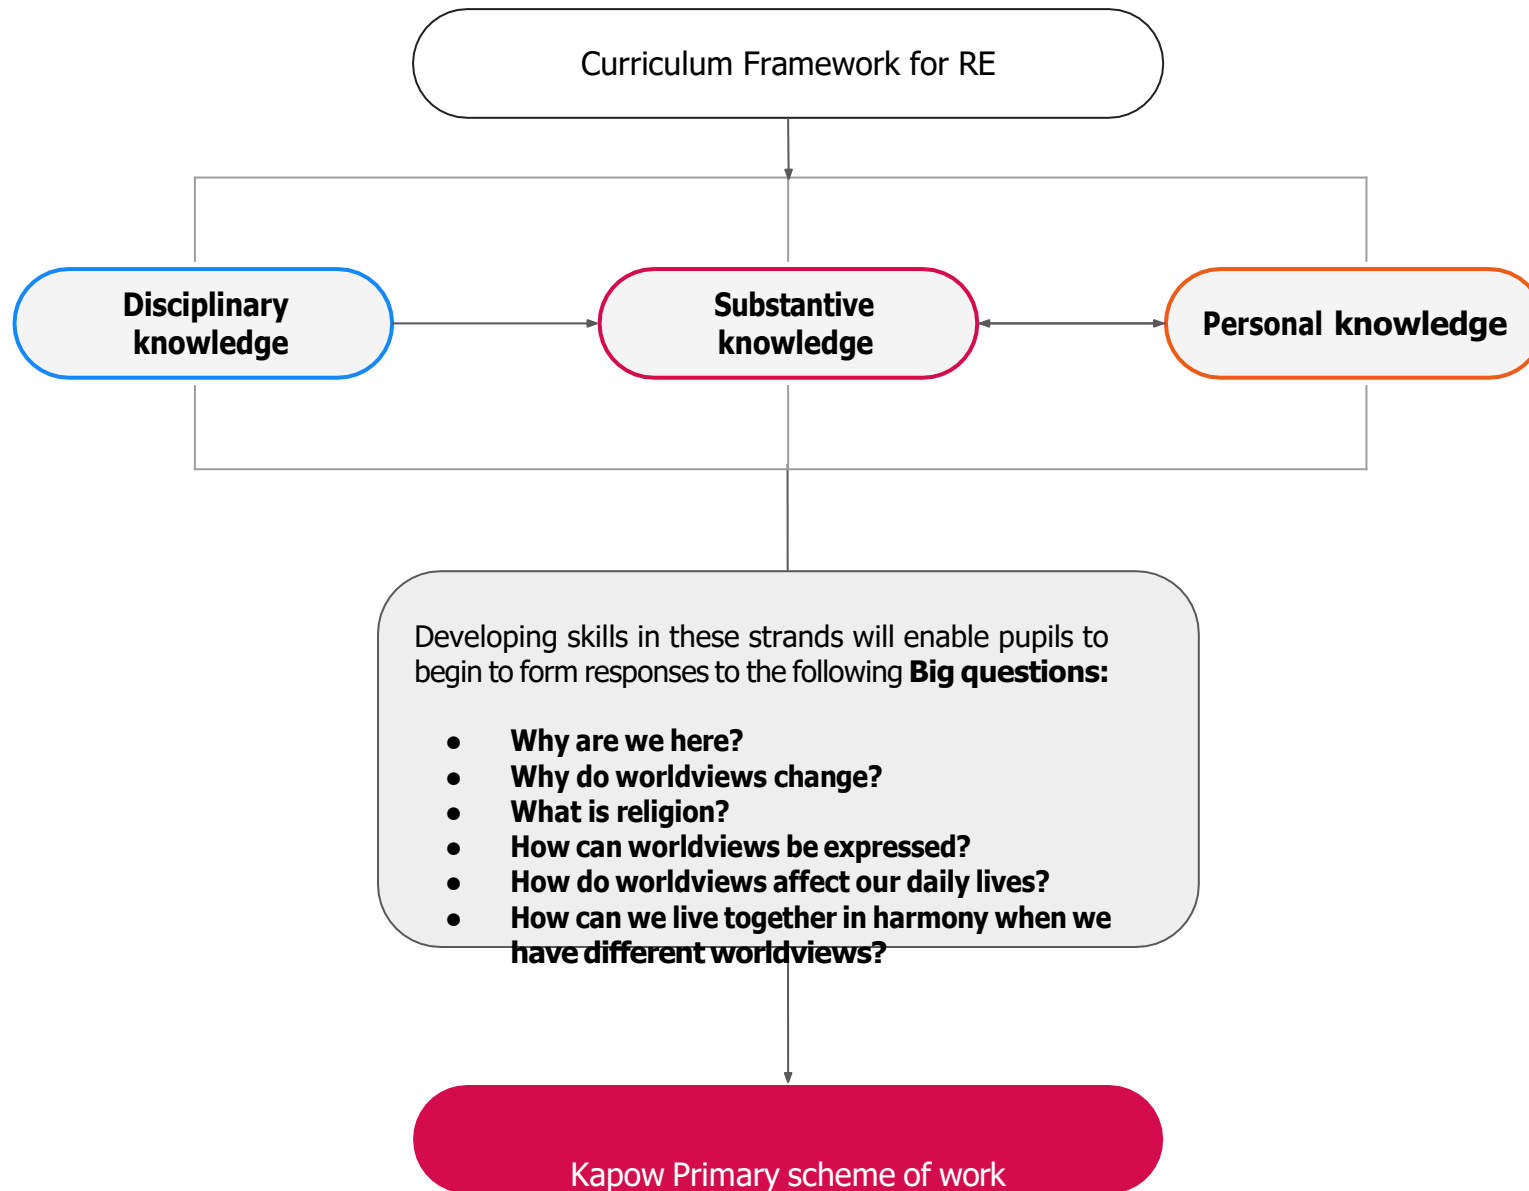 Curriculum Framework for RE
Disciplinary
knowledge
Substantive
knowledge
Personal knowledge
Developing skills in these strands will enable pupils to
begin to form responses to the following Big questions:
● Why are we here?
● Why do worldviews change?
● What is religion?
● How can worldviews be expressed?
● How do worldviews affect our daily lives?
● How can we live together in harmony when we
have different worldviews?
Kapow Primary scheme of work